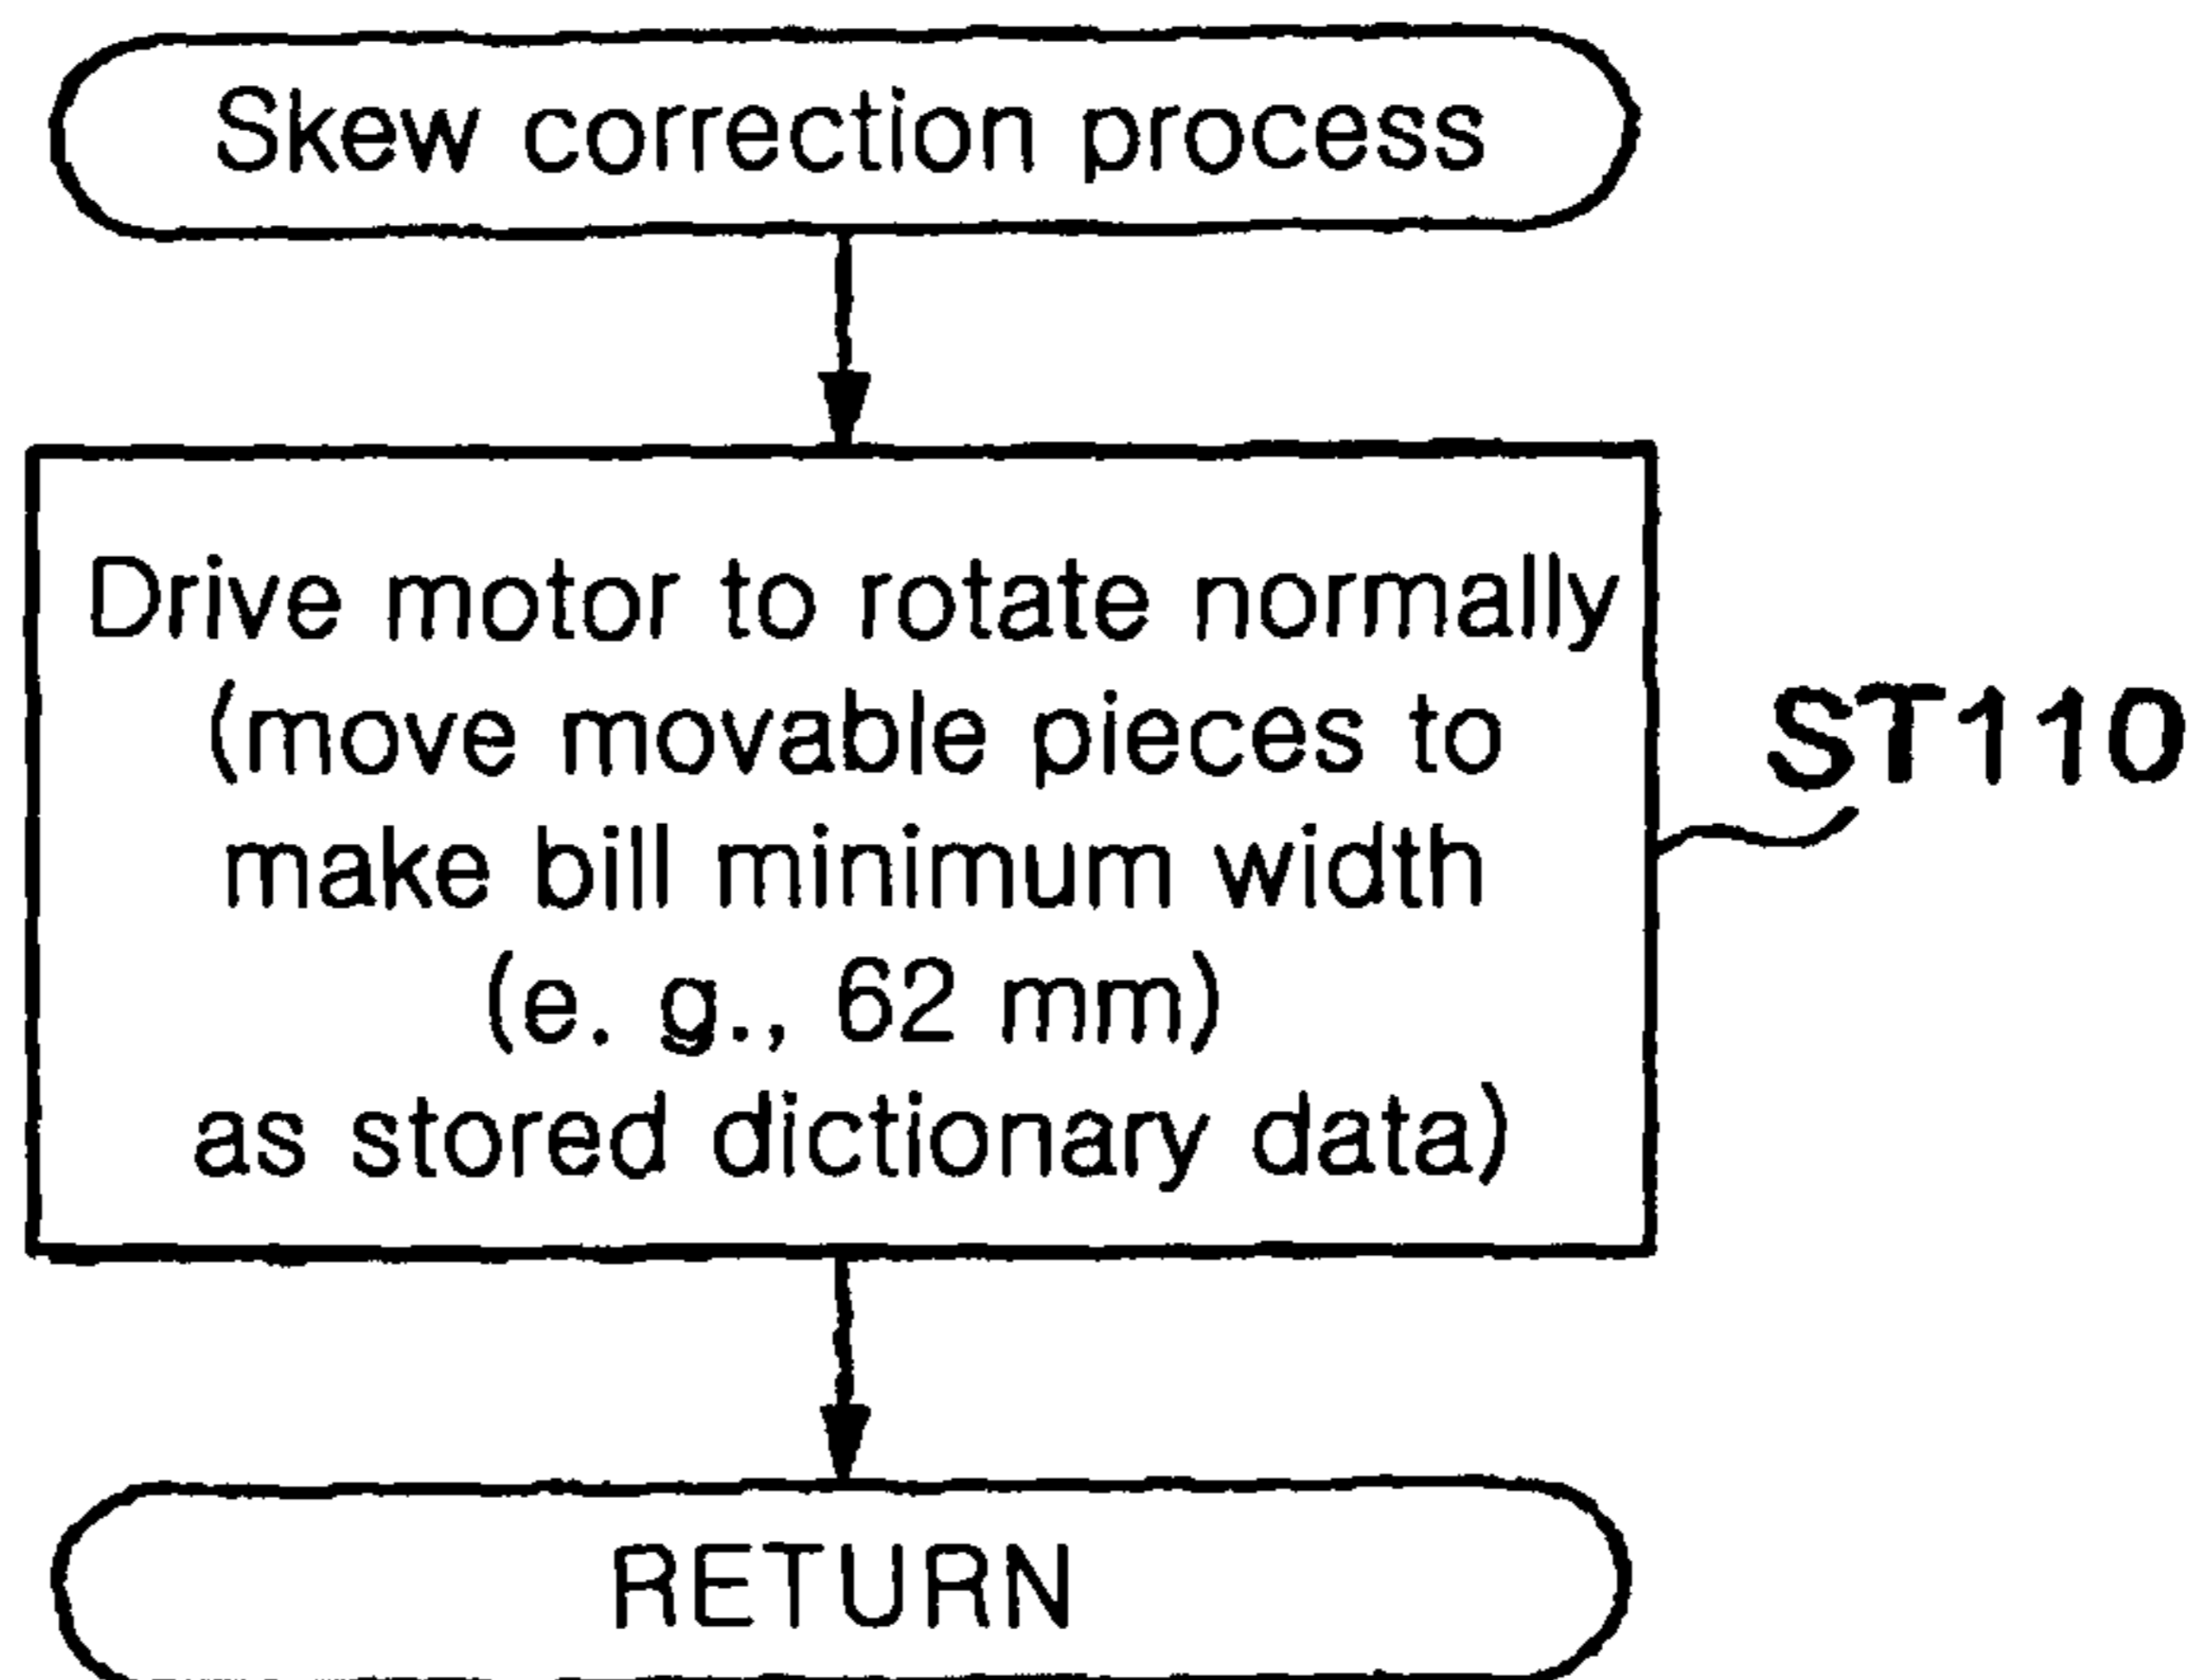 Skew correction process
Drive motor to rotate normally
(move movable pieces to
make bill minimum width
(e. g., 62 mm)
as stored dictionary data)
ST110
RETURN